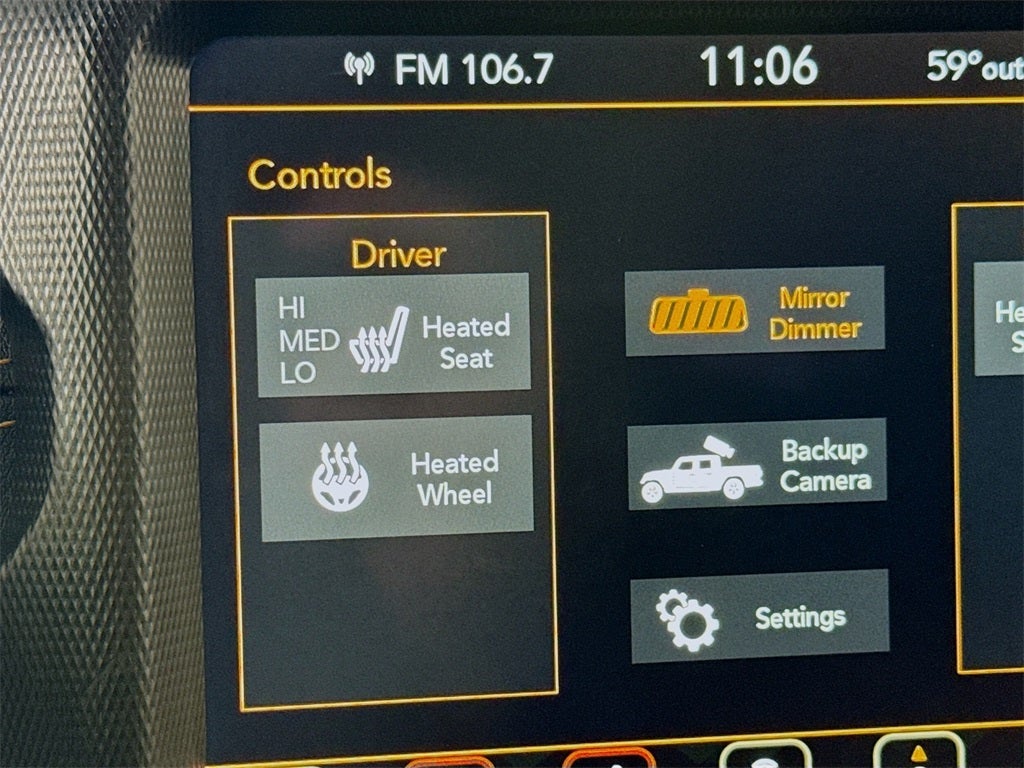 FM 106.7
11:06
59°out
Controls
Driver
HI
MED
LO
Heated
Seat
Mirror
Dimmer
Heated
Wheel
Backup
Camera
Settings